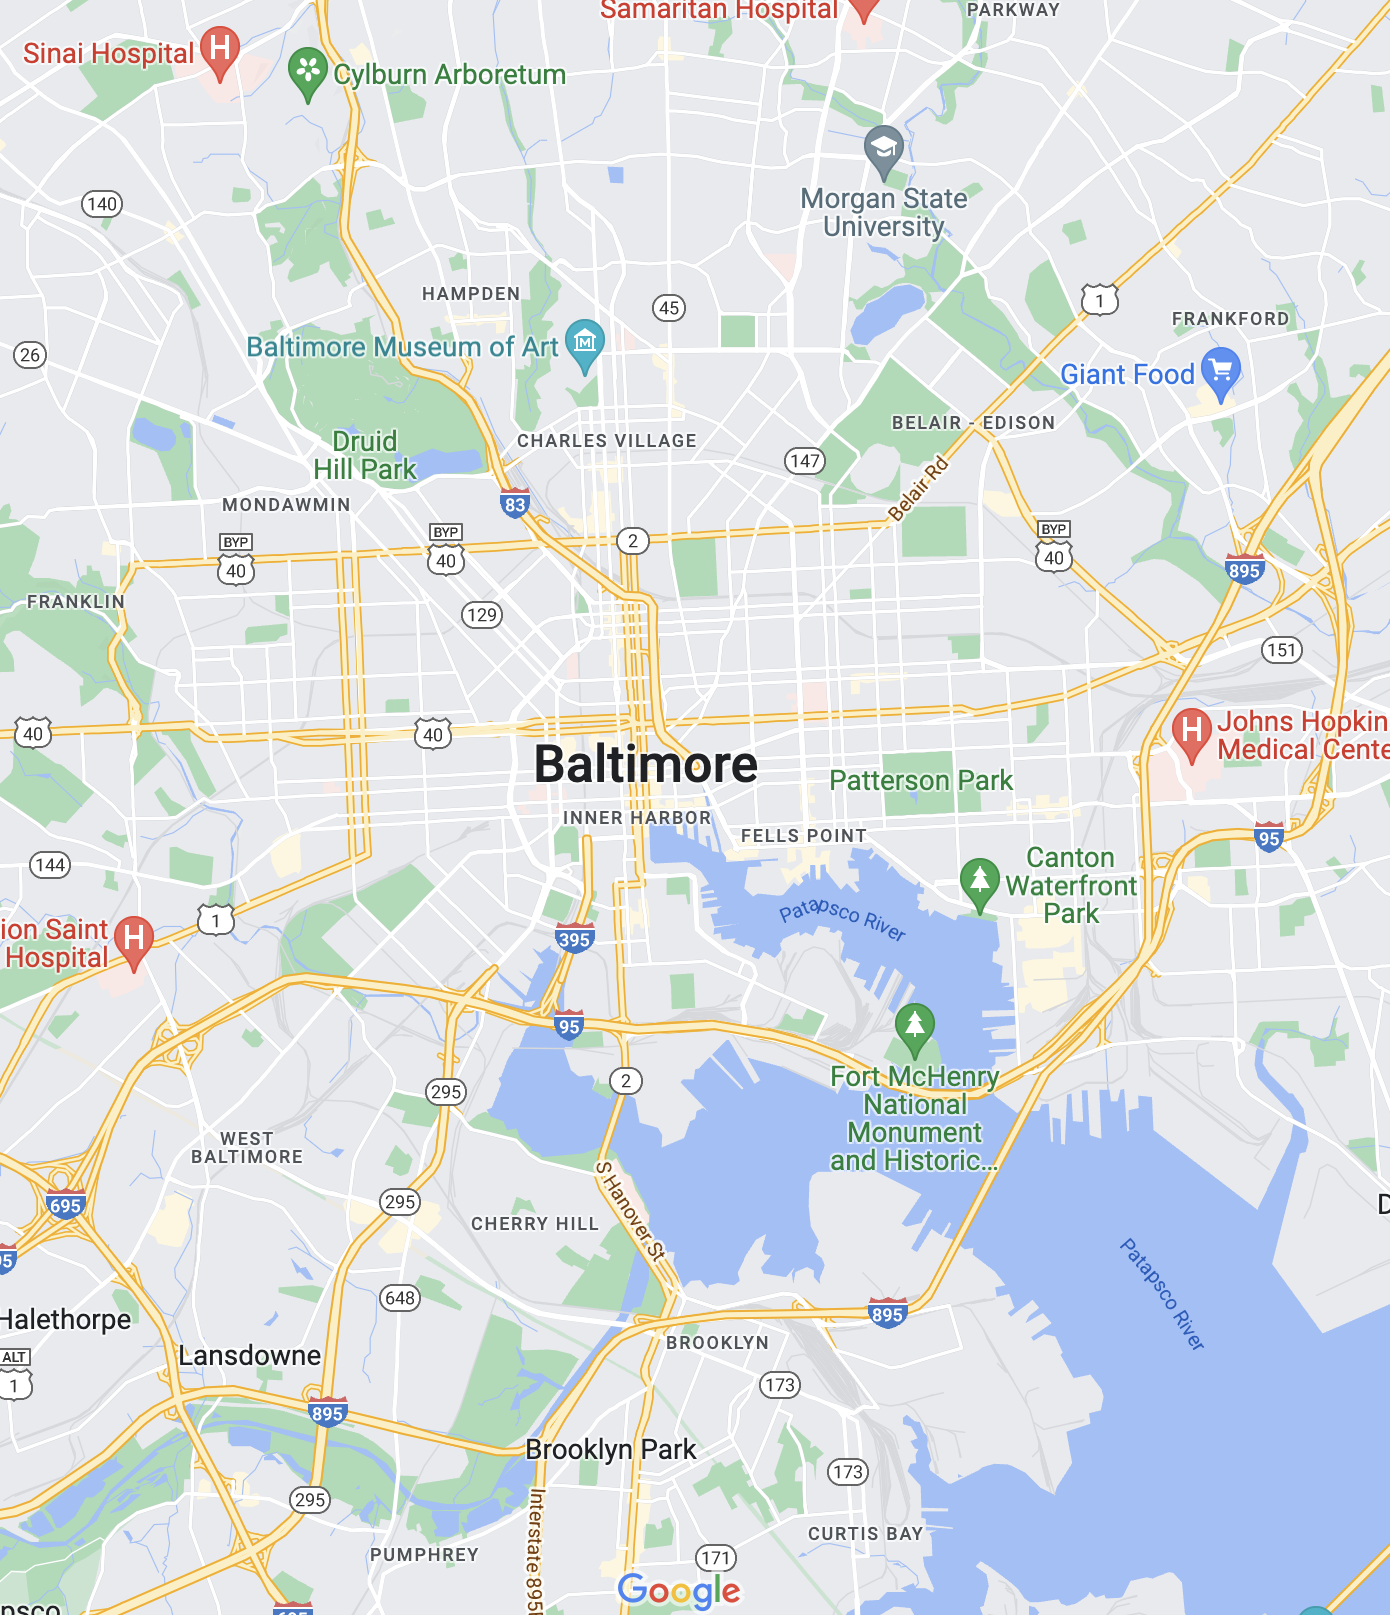 Samaritan Hospital
PARKWAY
Sinai Hospital
H
Cylburn Arboretum
140
Morgan State
University
HAMPDEN
45
1
FRANKFORD
26
Baltimore Museum of Art
M
Giant Food
BELAIR - EDISON
Druid
Hill Park
CHARLES VILLAGE
147
Belair Rd
MONDAWMIN
83
BYP
40
BYP
40
2
BYP
40
895
FRANKLIN
129
151
40
40
Johns Hopkin
Medical Cente
H
Baltimore
Patterson Park
INNER HARBOR
FELLS POINT
95
144
Canton
Waterfront
Park
1
Patapsco River
ion Saint
Hospital
H
395
95
Fort McHenry
National
Monument
and Historic...
2
295
WEST
BALTIMORE
S Hanover St
695
295
CHERRY HILL
D
95
Patapsco River
648
Halethorpe
895
BROOKLYN
Lansdowne
ALT
1
173
895
Brooklyn Park
173
295
Interstate 895
CURTIS BAY
PUMPHREY
171
Google
695
psco